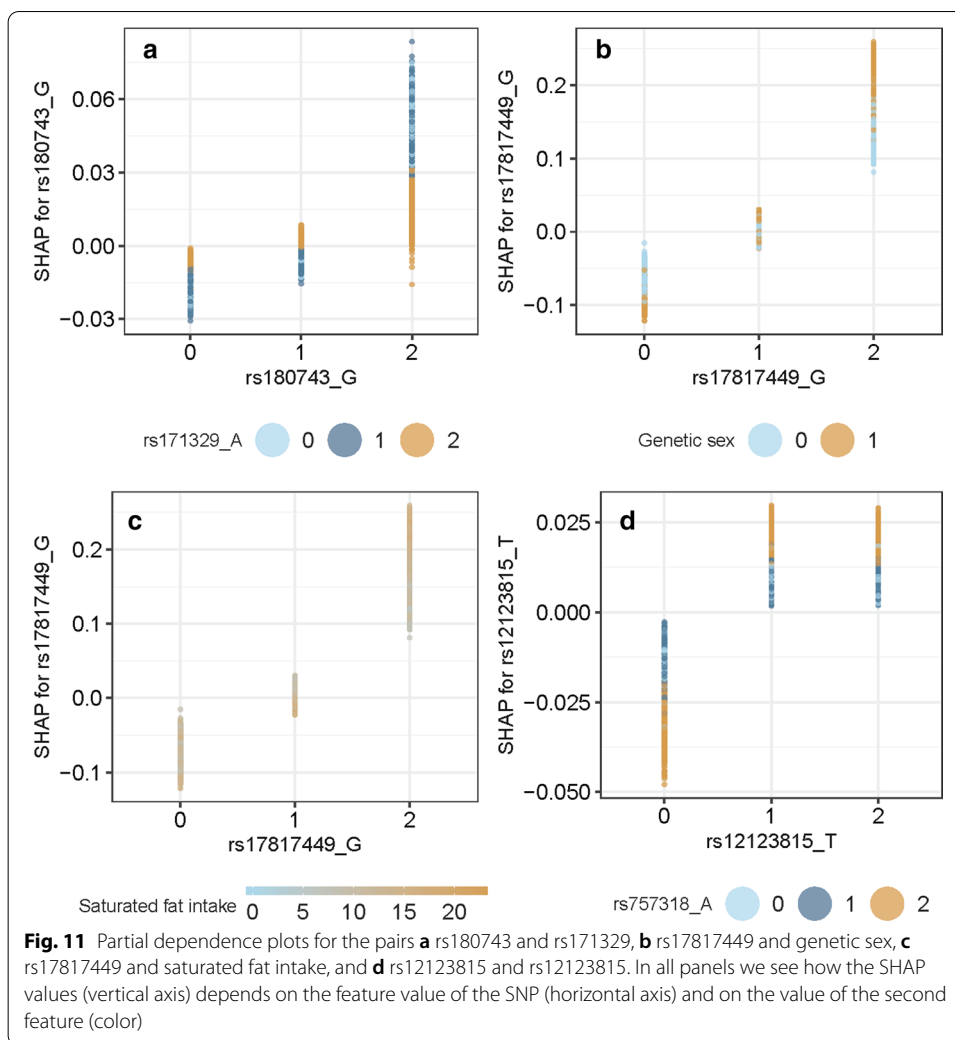 a
SHAP for rs180743_G
0.06
0.03
0.00
−0.03
0
1
2
rs180743_G
rs171329_A
0
1
2
b
SHAP for rs17817449_G
0.2
0.1
0.0
−0.1
0
1
2
rs17817449_G
Genetic sex
0
1
c
SHAP for rs17817449_G
0.2
0.1
0.0
−0.1
0
1
2
rs17817449_G
Saturated fat intake
0
5
10
15
20
d
SHAP for rs12123815_T
0.025
0.000
−0.025
−0.050
0
1
2
rs12123815_T
rs757318_A
0
1
2
Fig. 11 Partial dependence plots for the pairs a rs180743 and rs171329, b rs17817449 and genetic sex, c
rs17817449 and saturated fat intake, and d rs12123815 and rs12123815. In all panels we see how the SHAP
values (vertical axis) depends on the feature value of the SNP (horizontal axis) and on the value of the second
feature (color)